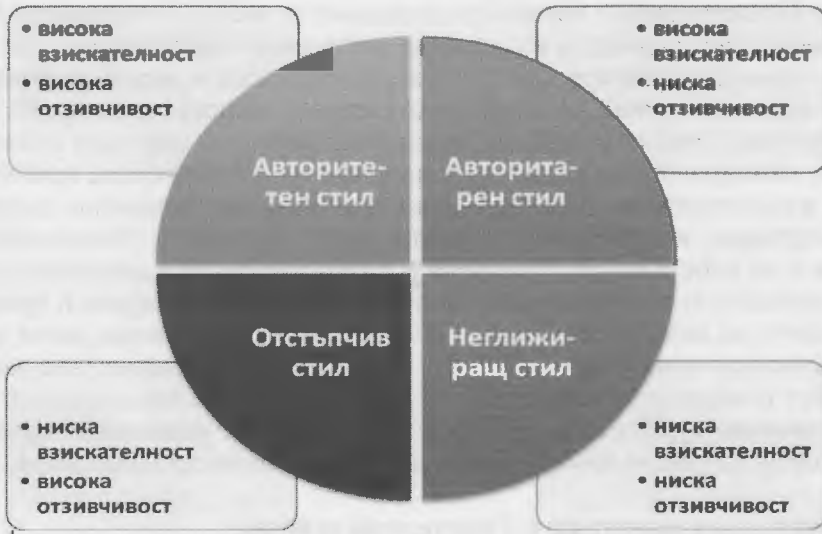 • висока
взискателност
• висока
отзивчивост
• висока
взискателност
• ниска
отзивчивост
Авторите-
тен стил
Авторита-
рен стил
Отстъпчив
стил
Неглижи-
ращ стил
• ниска
взискателност
• висока
отзивчивост
• ниска
взискателност
• ниска
отзивчивост